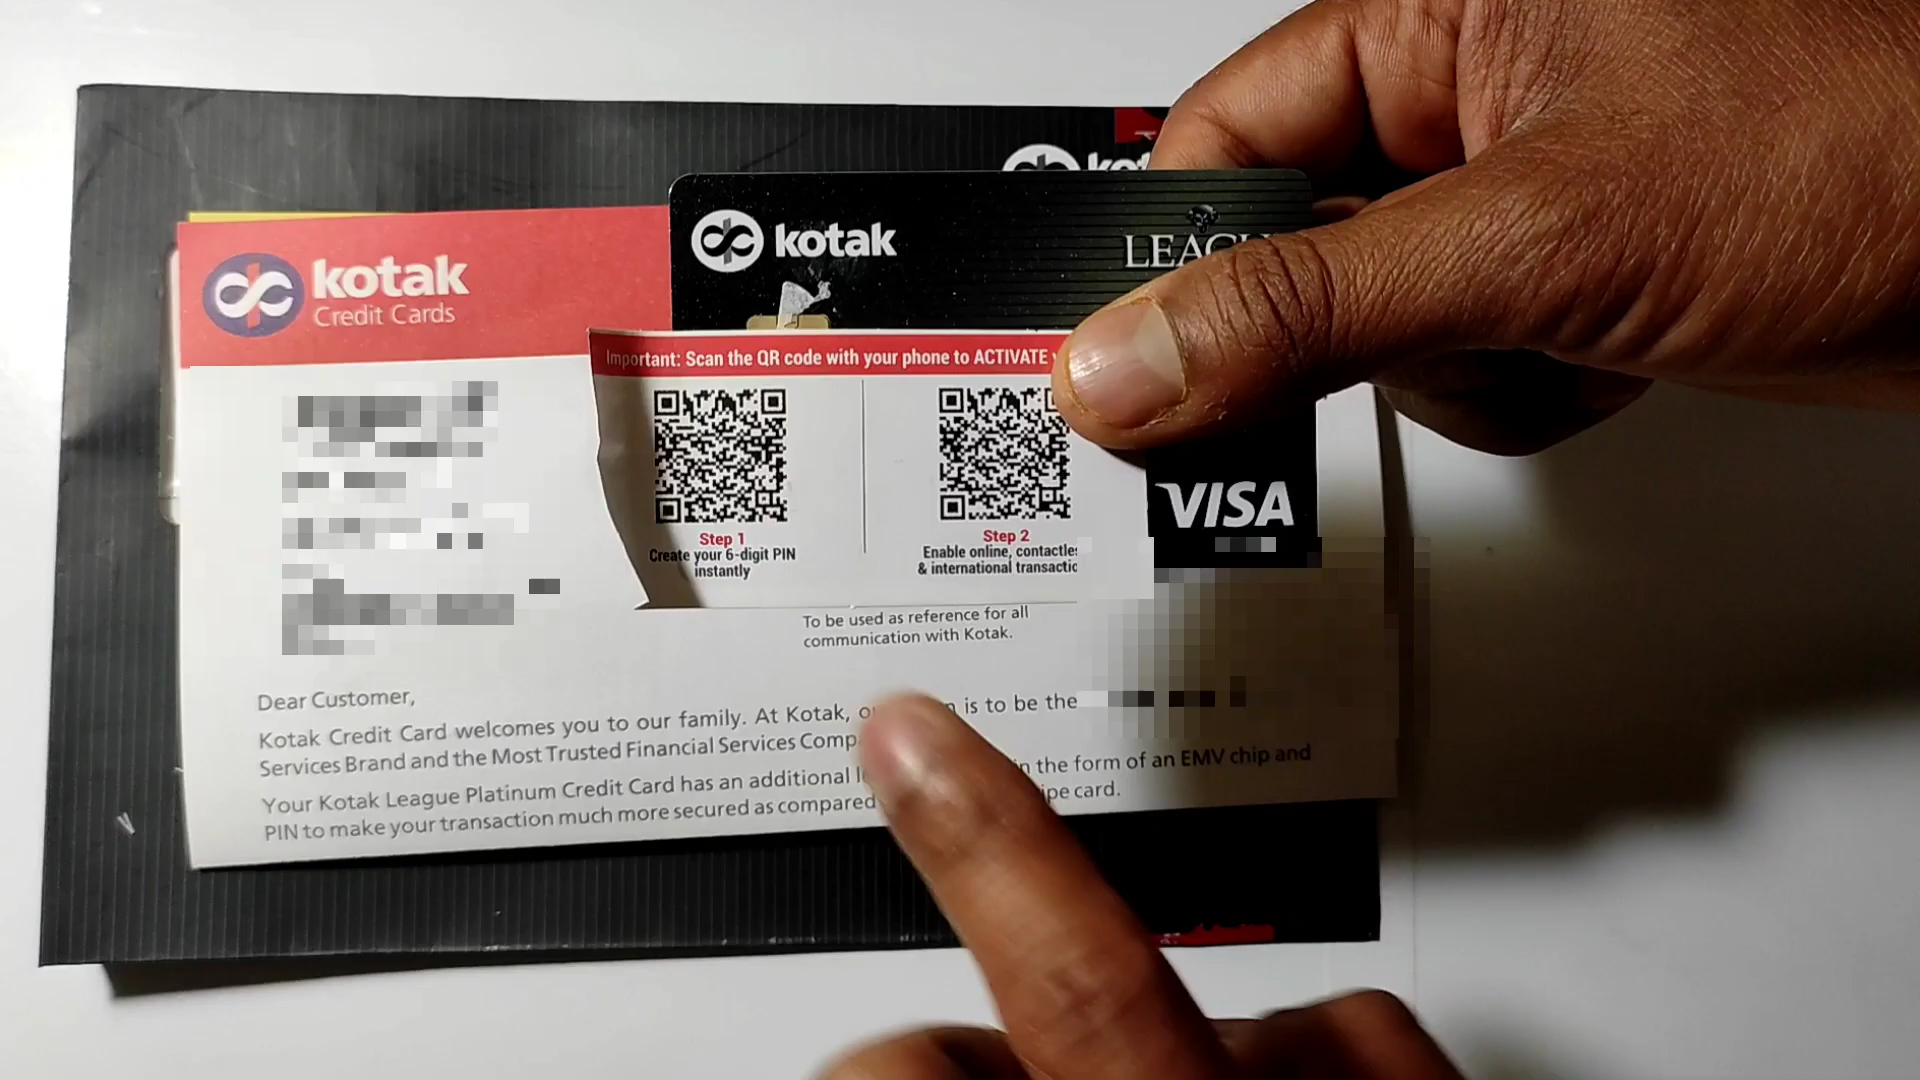 kotak
kotak
LEAGU
kotak
Credit Cards
Important: Scan the QR code with your phone to ACTIVATE
Step 1
Create your 6-digit PIN
instantly
Step 2
Enable online, contactles
& international transactio
VISA
To be used as reference for all
communication with Kotak.
Dear Customer,
Kotak Credit Card welcomes you to our family. At Kotak, is to be the
Services Brand and the Most Trusted Financial Services Comp
Your Kotak League Platinum Credit Card has an additional in the form of an EMV chip and
PIN to make your transaction much more secured as compared card.